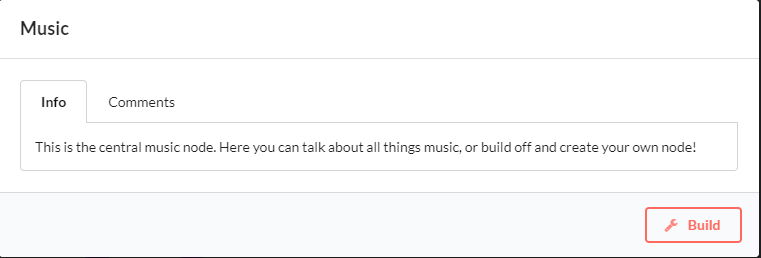 Music
Info
Comments
This is the central music node. Here you can talk about all things music, or build off and create your own node!
Build